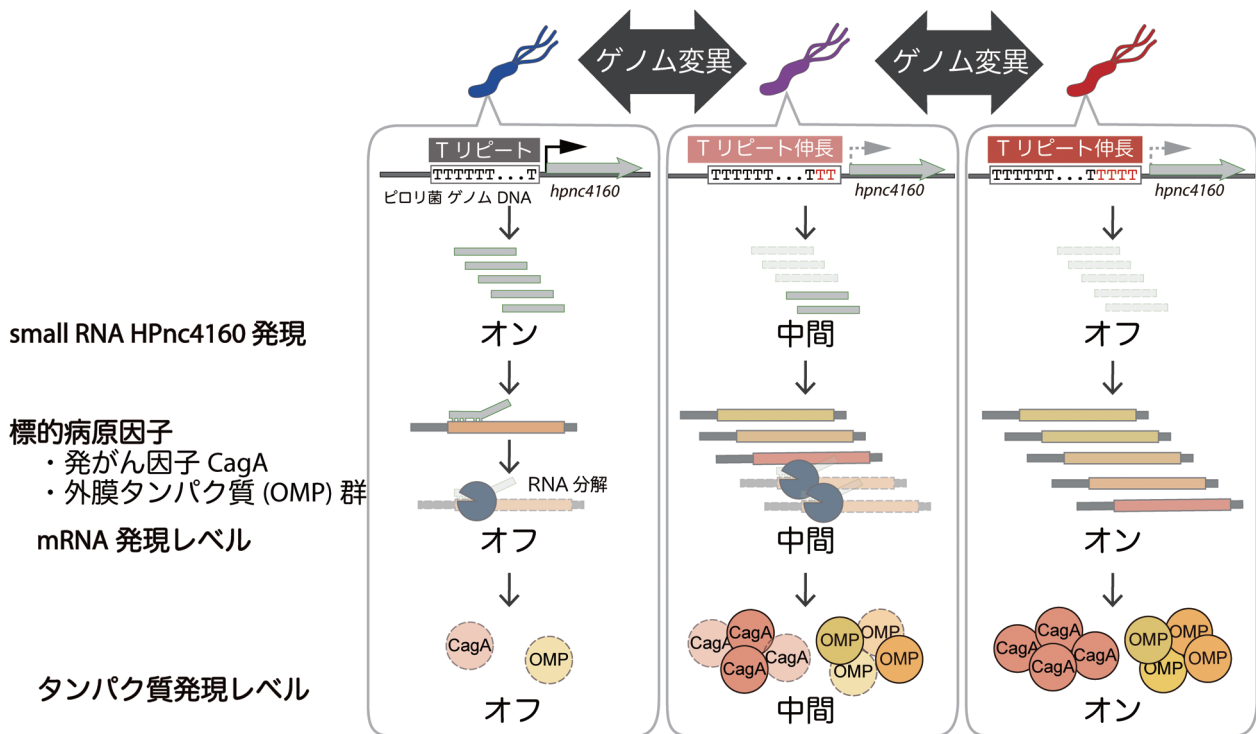 ゲノム変異
ゲノム変異
T リピート
TTTTTT...T
ピロリ菌 ゲノム DNA
hpnc4160
T リピート伸長
TTTTTT...TTT
hpnc4160
T リピート伸長
TTTTTT...TTTTT
hpnc4160
small RNA HPnc4160 発現
オン
中間
オフ
標的病原因子
・発がん因子 CagA
・外膜タンパク質 (OMP) 群
mRNA 発現レベル
RNA 分解
オフ
中間
オン
CagA
OMP
CagA
CagA
CagA
CagA
OMP
OMP
OMP
OMP
CagA
CagA
CagA
CagA
OMP
OMP
OMP
OMP
タンパク質発現レベル
オフ
中間
オン